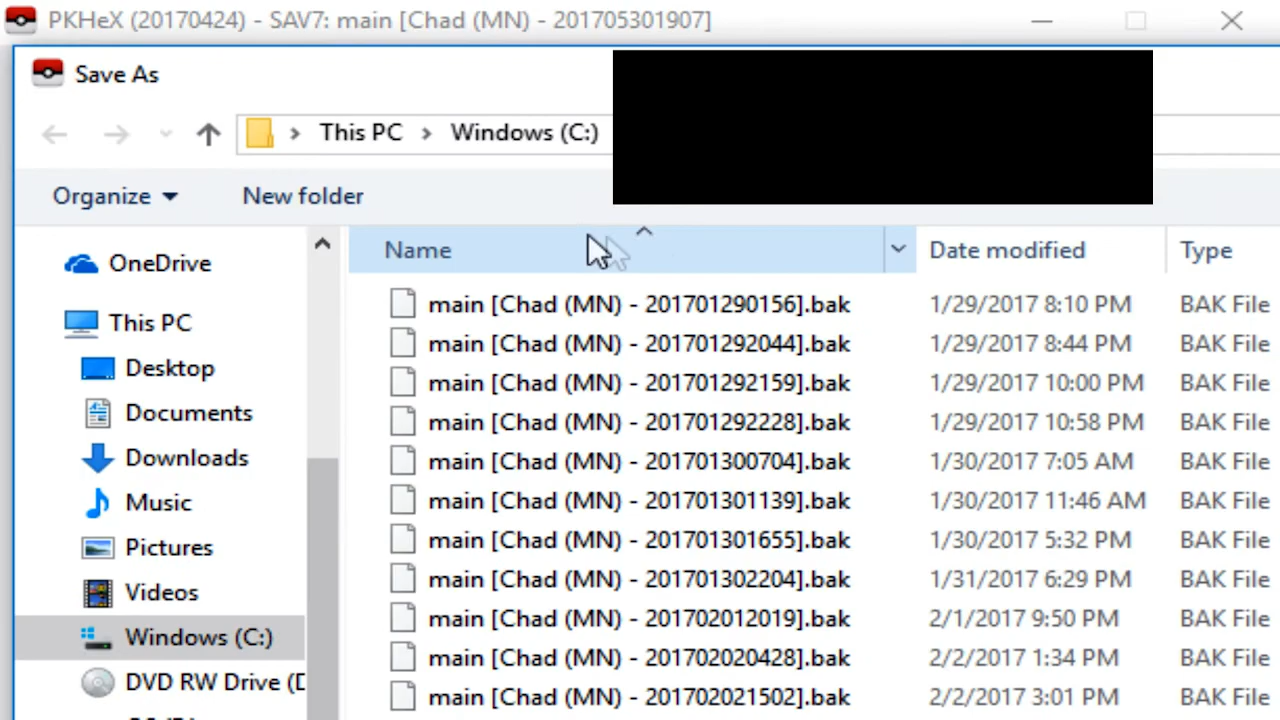 PKHeX (20170424) - SAV7: main [Chad (MN) - 201705301907]
Save As
This PC Windows (C:)
Organize New folder
Name Date modified Type
OneDrive
This PC
Desktop
Documents
Downloads
Music
Pictures
Videos
Windows (C:)
DVD RW Drive (D
main [Chad (MN) - 201701290156].bak 1/29/2017 8:10 PM BAK File
main [Chad (MN) - 201701292044].bak 1/29/2017 8:44 PM BAK File
main [Chad (MN) - 201701292159].bak 1/29/2017 10:00 PM BAK File
main [Chad (MN) - 201701292228].bak 1/29/2017 10:58 PM BAK File
main [Chad (MN) - 201701300704].bak 1/30/2017 7:05 AM BAK File
main [Chad (MN) - 201701301139].bak 1/30/2017 11:46 AM BAK File
main [Chad (MN) - 201701301655].bak 1/30/2017 5:32 PM BAK File
main [Chad (MN) - 201701302204].bak 1/31/2017 6:29 PM BAK File
main [Chad (MN) - 201702012019].bak 2/1/2017 9:50 PM BAK File
main [Chad (MN) - 201702020428].bak 2/2/2017 1:34 PM BAK File
main [Chad (MN) - 201702021502].bak 2/2/2017 3:01 PM BAK File